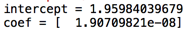 intercept = 1.95984039679
coef = [  1.90709821e-08]